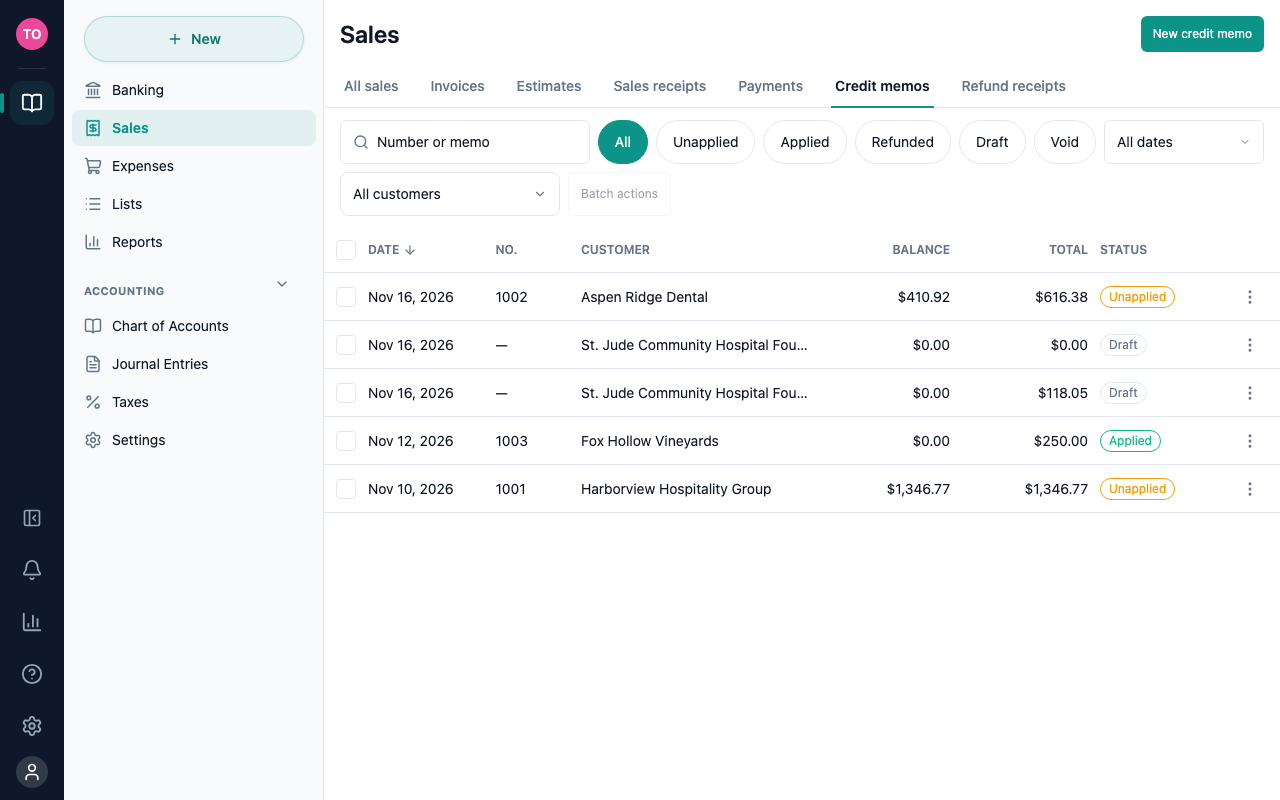 TO
New
Banking
Sales
Expenses
Lists
Reports
ACCOUNTING
Chart of Accounts
Journal Entries
Taxes
Settings
Sales
New credit memo
All sales Invoices Estimates Sales receipts Payments Credit memos Refund receipts
Number or memo All Unapplied Applied Refunded Draft Void All dates
All customers Batch actions
DATE NO. CUSTOMER BALANCE TOTAL STATUS
Nov 16, 2026 1002 Aspen Ridge Dental $410.92 $616.38 Unapplied
Nov 16, 2026 — St. Jude Community Hospital Fou... $0.00 $0.00 Draft
Nov 16, 2026 — St. Jude Community Hospital Fou... $0.00 $118.05 Draft
Nov 12, 2026 1003 Fox Hollow Vineyards $0.00 $250.00 Applied
Nov 10, 2026 1001 Harborview Hospitality Group $1,346.77 $1,346.77 Unapplied